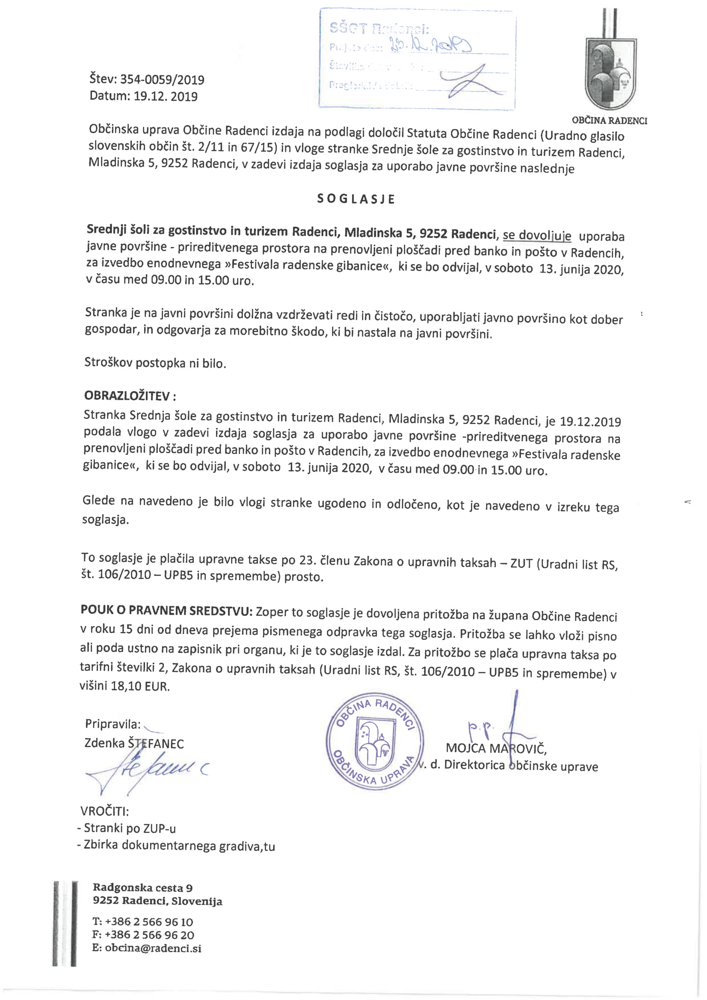 SŠGT Radenci:
23.12.2019
Štev: 354-0059/2019
Datum: 19.12. 2019
OBČINA RADENCI
Občinska uprava Občine Radenci izdaja na podlagi določil Statuta Občine Radenci (Uradno glasilo
slovenskih občin št. 2/11 in 67/15) in vloge stranke Srednje šole za gostinstvo in turizem Radenci,
Mladinska 5, 9252 Radenci, v zadevi izdaja soglasja za uporabo javne površine naslednje
S O G L A S J E
Srednji šoli za gostinstvo in turizem Radenci, Mladinska 5, 9252 Radenci, se dovoljuje uporaba
javne površine - prireditvenega prostora na prenovljeni ploščadi pred banko in pošto v Radencih,
za izvedbo enodnevnega »Festivala radenske gibanice«, ki se bo odvijal, v soboto 13. junija 2020,
v času med 09.00 in 15.00 uro.
Stranka je na javni površini dolžna vzdrževati redi in čistočo, uporabljati javno površino kot dober
gospodar, in odgovarja za morebitno škodo, ki bi nastala na javni površini.
Stroškov postopka ni bilo.
OBRAZLOŽITEV :
Stranka Srednja šole za gostinstvo in turizem Radenci, Mladinska 5, 9252 Radenci, je 19.12.2019
podala vlogo v zadevi izdaja soglasja za uporabo javne površine -prireditvenega prostora na
prenovljeni ploščadi pred banko in pošto v Radencih, za izvedbo enodnevnega »Festivala radenske
gibanice«, ki se bo odvijal, v soboto 13. junija 2020, v času med 09.00 in 15.00 uro.
Glede na navedeno je bilo vlogi stranke ugodeno in odločeno, kot je navedeno v izreku tega
soglasja.
To soglasje je plačila upravne takse po 23. členu Zakona o upravnih taksah – ZUT (Uradni list RS,
št. 106/2010 – UPB5 in spremembe) prosto.
POUK O PRAVNEM SREDSTVU: Zoper to soglasje je dovoljena pritožba na župana Občine Radenci
v roku 15 dni od dneva prejema pismenega odpravka tega soglasja. Pritožba se lahko vloži pisno
ali poda ustno na zapisnik pri organu, ki je to soglasje izdal. Za pritožbo se plača upravna taksa po
tarifni številki 2, Zakona o upravnih taksah (Uradni list RS, št. 106/2010 – UPB5 in spremembe) v
višini 18,10 EUR.
Pripravila:
Zdenka ŠTEFANEC
Štefanec
OBČINA RADENCI
OBČINSKA UPRAVA
p.p.
MOJCA MAROVIČ,
v. d. Direktorica občinske uprave
VROČITI:
- Stranki po ZUP-u
- Zbirka dokumentarnega gradiva,tu
Radgonska cesta 9
9252 Radenci, Slovenija
T: +386 2 566 96 10
F: +386 2 566 96 20
E: obcina@radenci.si